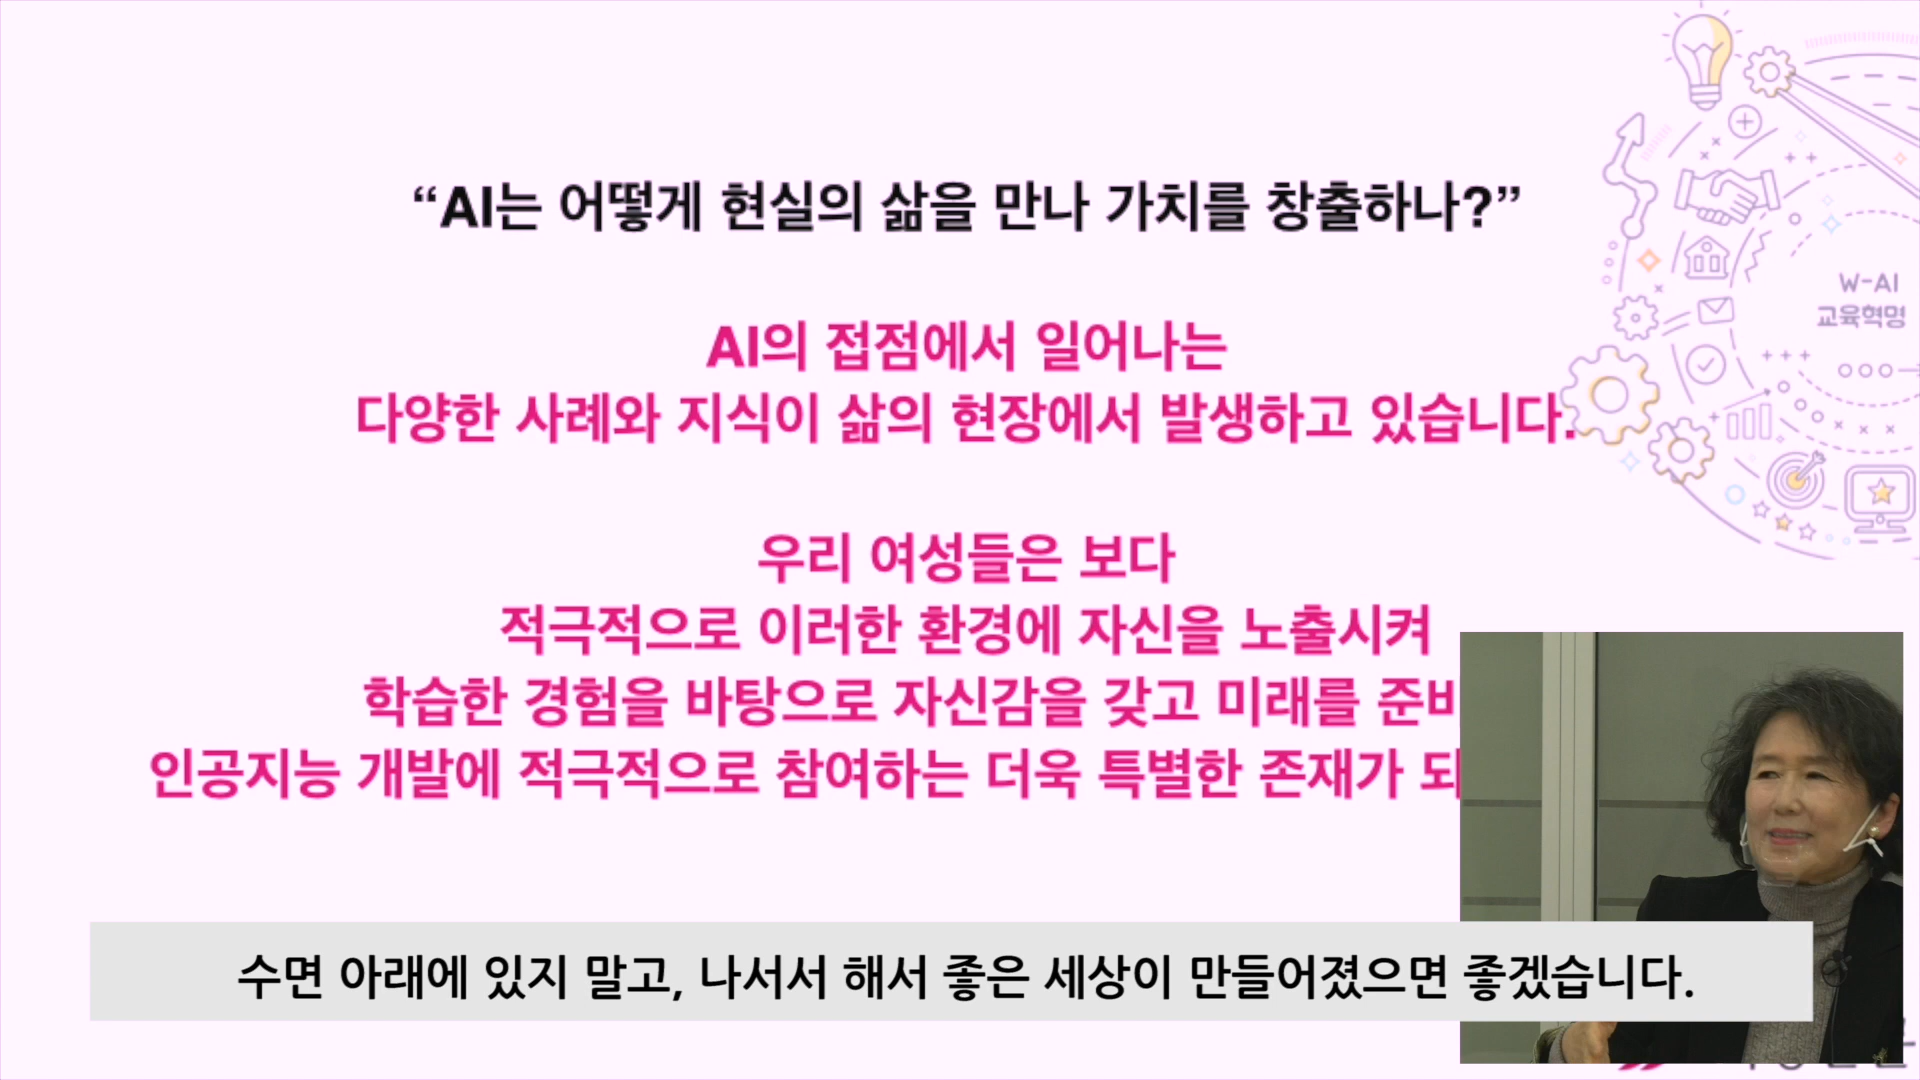 “AI는 어떻게 현실의 삶을 만나 가치를 창출하나?”
AI의 접점에서 일어나는
다양한 사례와 지식이 삶의 현장에서 발생하고 있습니다.
우리 여성들은 보다
적극적으로 이러한 환경에 자신을 노출시켜
학습한 경험을 바탕으로 자신감을 갖고 미래를
인공지능 개발에 적극적으로 참여하는 더욱 특별한 존재가
W-AI
교육혁명
수면 아래에 있지 말고, 나서서 해서 좋은 세상이 만들어졌으면 좋겠습니다.